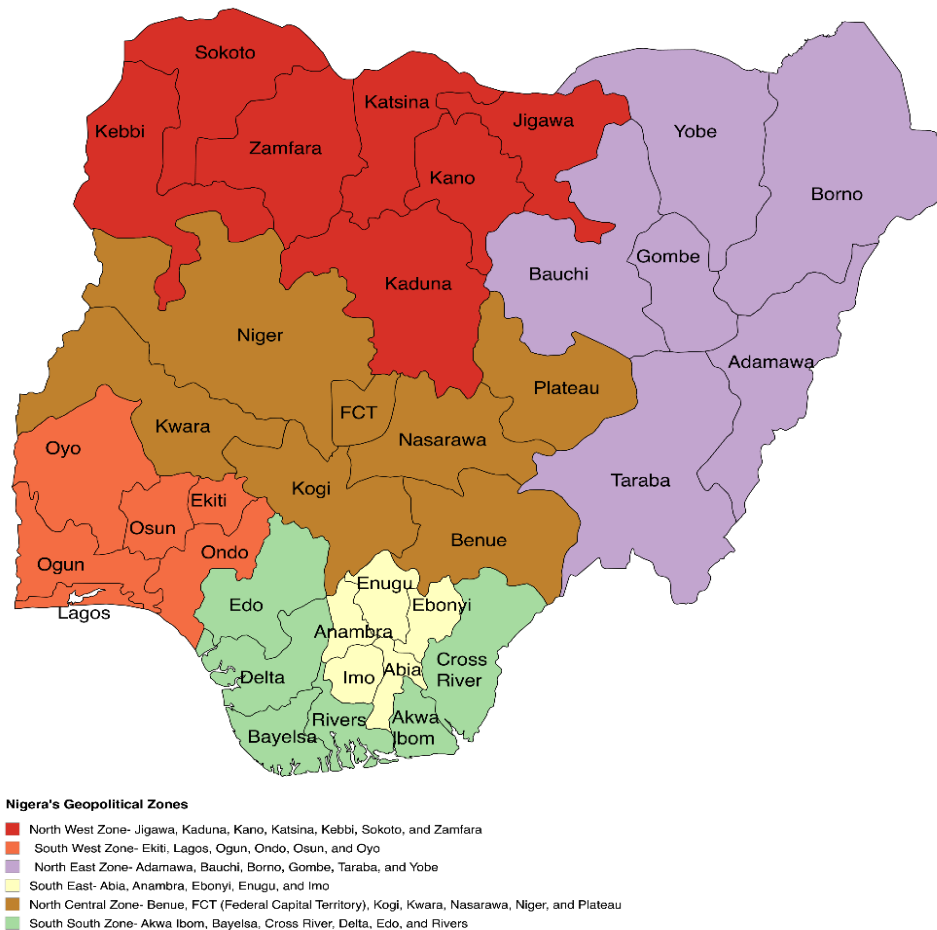 Sokoto
Katsina
Kebbi
Zamfara
Jigawa
Yobe
Kano
Borno
Gombe
Bauchi
Kaduna
Niger
Adamawa
Plateau
FCT
Kwara
Nasarawa
Oyo
Taraba
Kogi
Ekiti
Osun
Benue
Ondo
Ogun
Enugu
Edo
Ebonyi
Lagos
Anambra
Cross
River
Abia
Imo
Delta
Rivers
Akwa
Ibom
Bayelsa
Nigera's Geopolitical Zones
North West Zone- Jigawa, Kaduna, Kano, Katsina, Kebbi, Sokoto, and Zamfara
South West Zone- Ekiti, Lagos, Ogun, Ondo, Osun, and Oyo
North East Zone- Adamawa, Bauchi, Borno, Gombe, Taraba, and Yobe
South East- Abia, Anambra, Ebonyi, Enugu, and Imo
North Central Zone- Benue, FCT (Federal Capital Territory), Kogi, Kwara, Nasarawa, Niger, and Plateau
South South Zone- Akwa Ibom, Bayelsa, Cross River, Delta, Edo, and Rivers